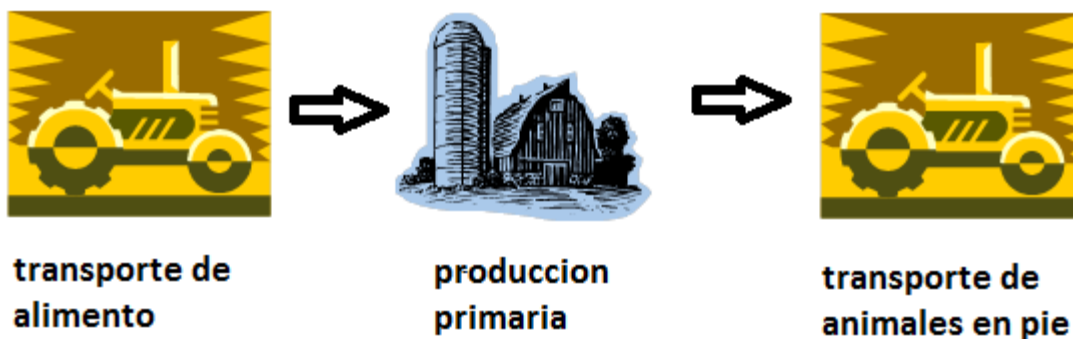 transporte de
alimento
produccion
primaria
transporte de
animales en pie